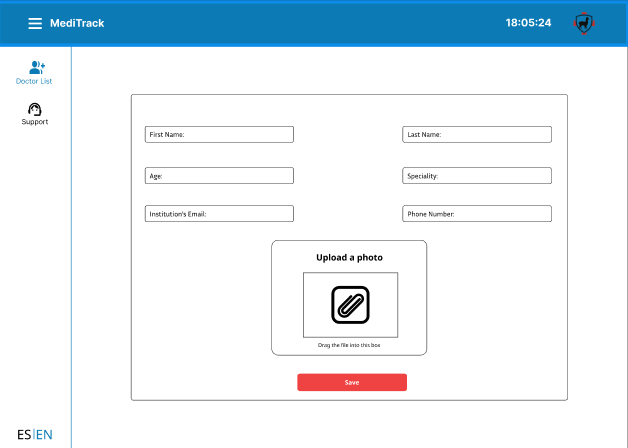 MediTrack
18:05:24
Doctor List
Support
First Name:
Last Name:
Age:
Speciality:
Institution's Email:
Phone Number:
Upload a photo
Drag the file into this box
Save
ES|EN